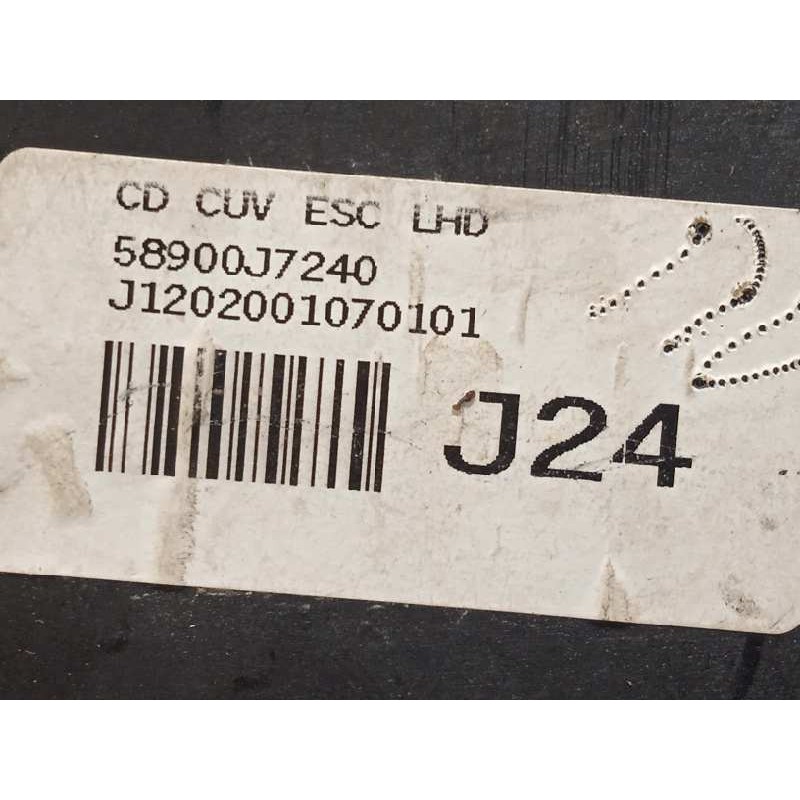 CD CUV ESC LHD
58900J7240
J1202001070101
J24